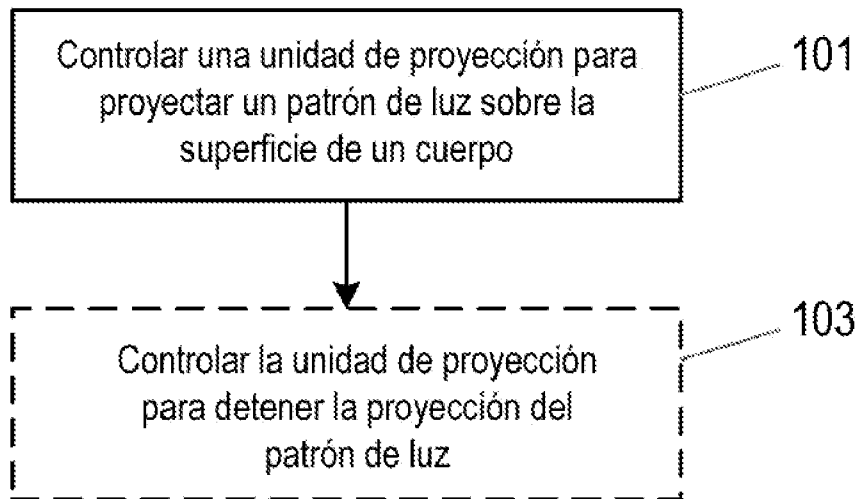 Controlar una unidad de proyección para
proyectar un patrón de luz sobre la
superficie de un cuerpo
101
Controlar la unidad de proyección
para detener la proyección del
patrón de luz
103